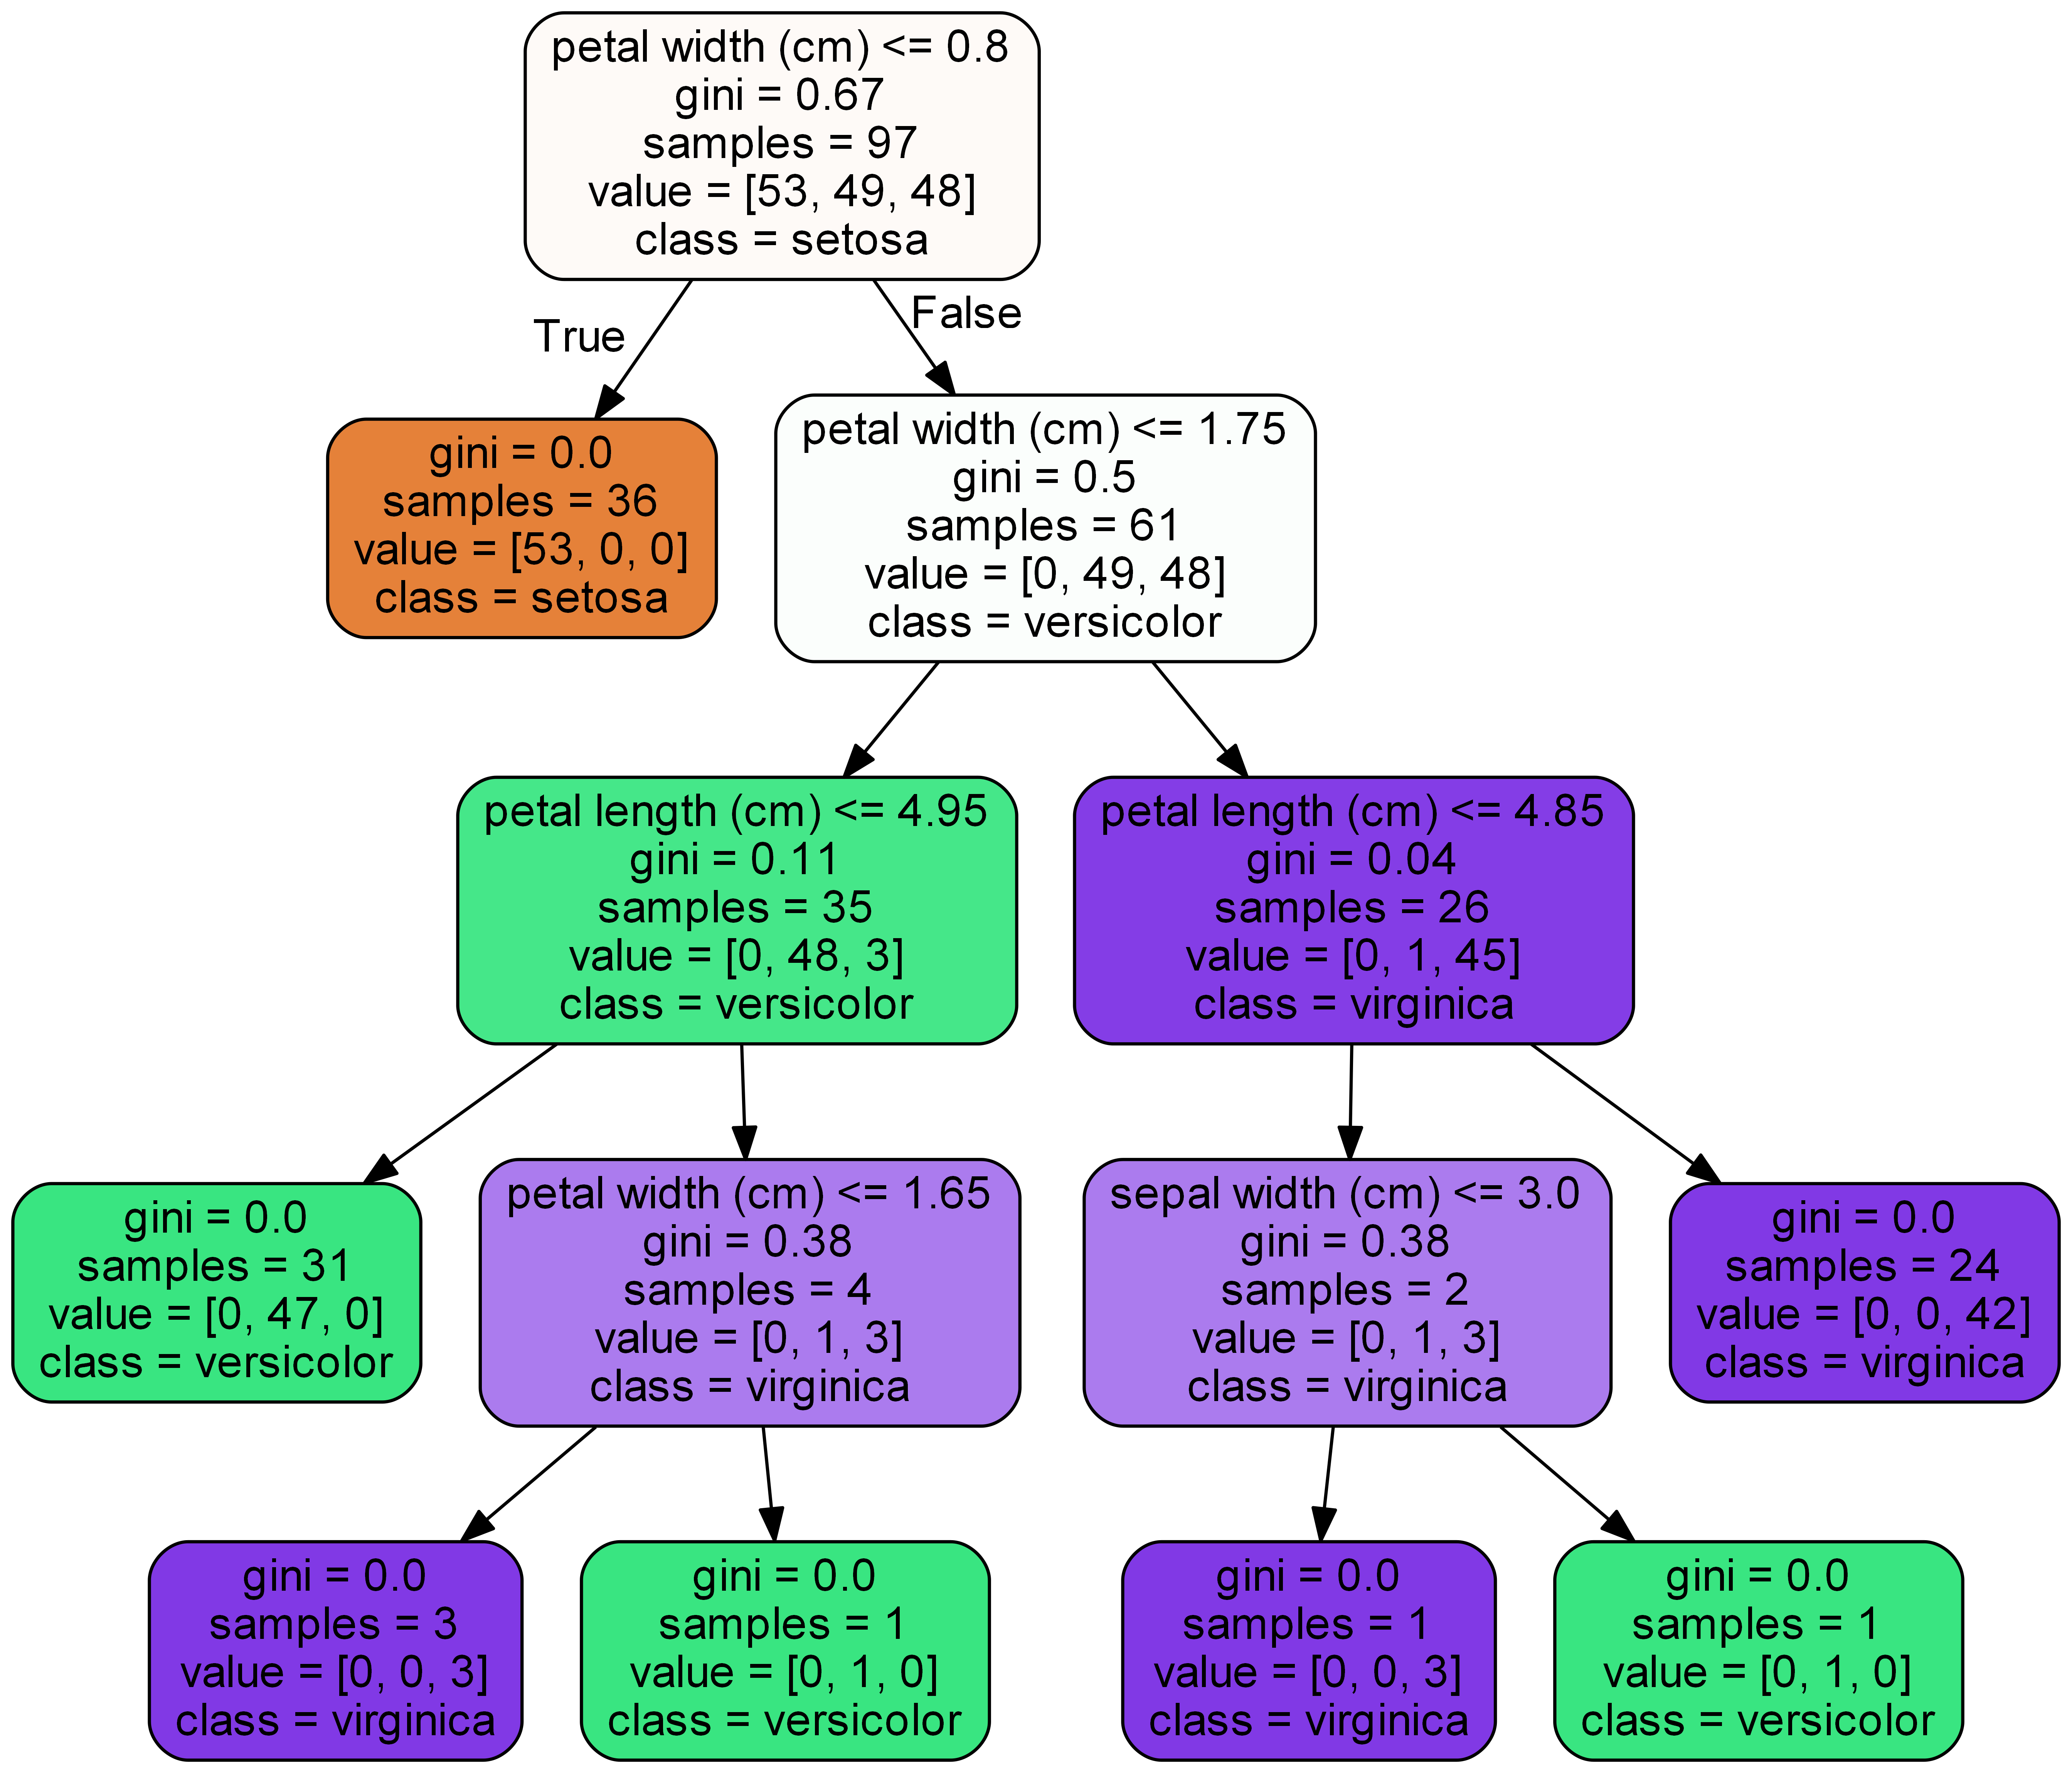 petal width (cm) <= 0.8
gini = 0.67
samples = 97
value = [53, 49, 48]
class = setosa
True
False
gini = 0.0
samples = 36
value = [53, 0, 0]
class = setosa
petal width (cm) <= 1.75
gini = 0.5
samples = 61
value = [0, 49, 48]
class = versicolor
petal length (cm) <= 4.95
gini = 0.11
samples = 35
value = [0, 48, 3]
class = versicolor
petal length (cm) <= 4.85
gini = 0.04
samples = 26
value = [0, 1, 45]
class = virginica
gini = 0.0
samples = 31
value = [0, 47, 0]
class = versicolor
petal width (cm) <= 1.65
gini = 0.38
samples = 4
value = [0, 1, 3]
class = virginica
sepal width (cm) <= 3.0
gini = 0.38
samples = 2
value = [0, 1, 3]
class = virginica
gini = 0.0
samples = 24
value = [0, 0, 42]
class = virginica
gini = 0.0
samples = 3
value = [0, 0, 3]
class = virginica
gini = 0.0
samples = 1
value = [0, 1, 0]
class = versicolor
gini = 0.0
samples = 1
value = [0, 0, 3]
class = virginica
gini = 0.0
samples = 1
value = [0, 1, 0]
class = versicolor